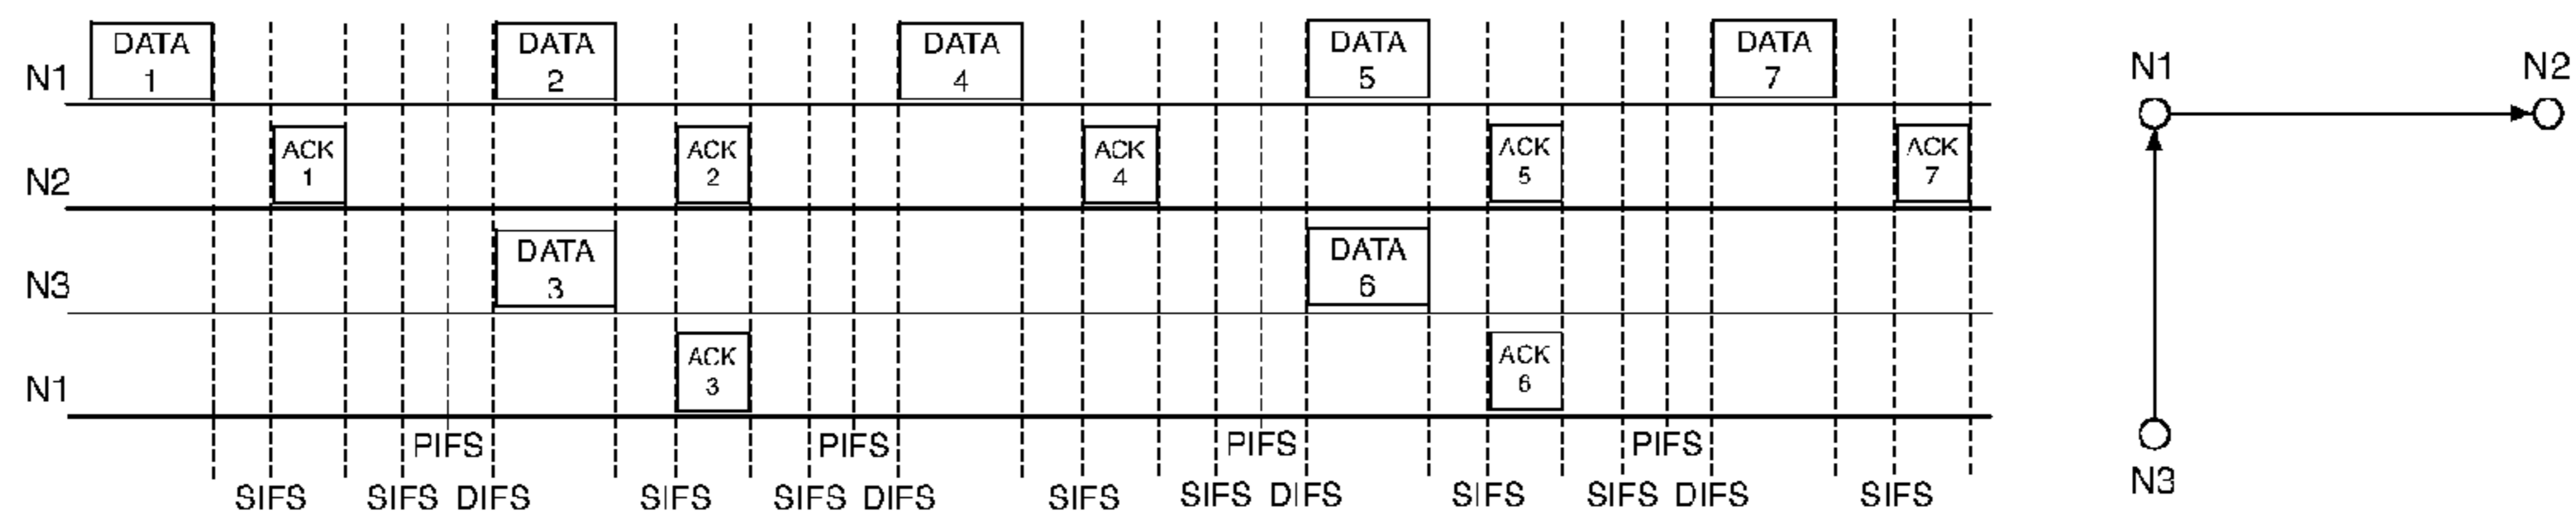 N1 DATA 1 DATA 2 DATA 4 DATA 5 DATA 7
N2 ACK 1 ACK 2 ACK 4 ACK 5 ACK 7
N3 DATA 3 DATA 6
N1 ACK 3 ACK 6
PIFS PIFS PIFS PIFS
SIFS SIFS DIFS SIFS SIFS DIFS SIFS SIFS DIFS SIFS SIFS DIFS SIFS
N1 N2
N3